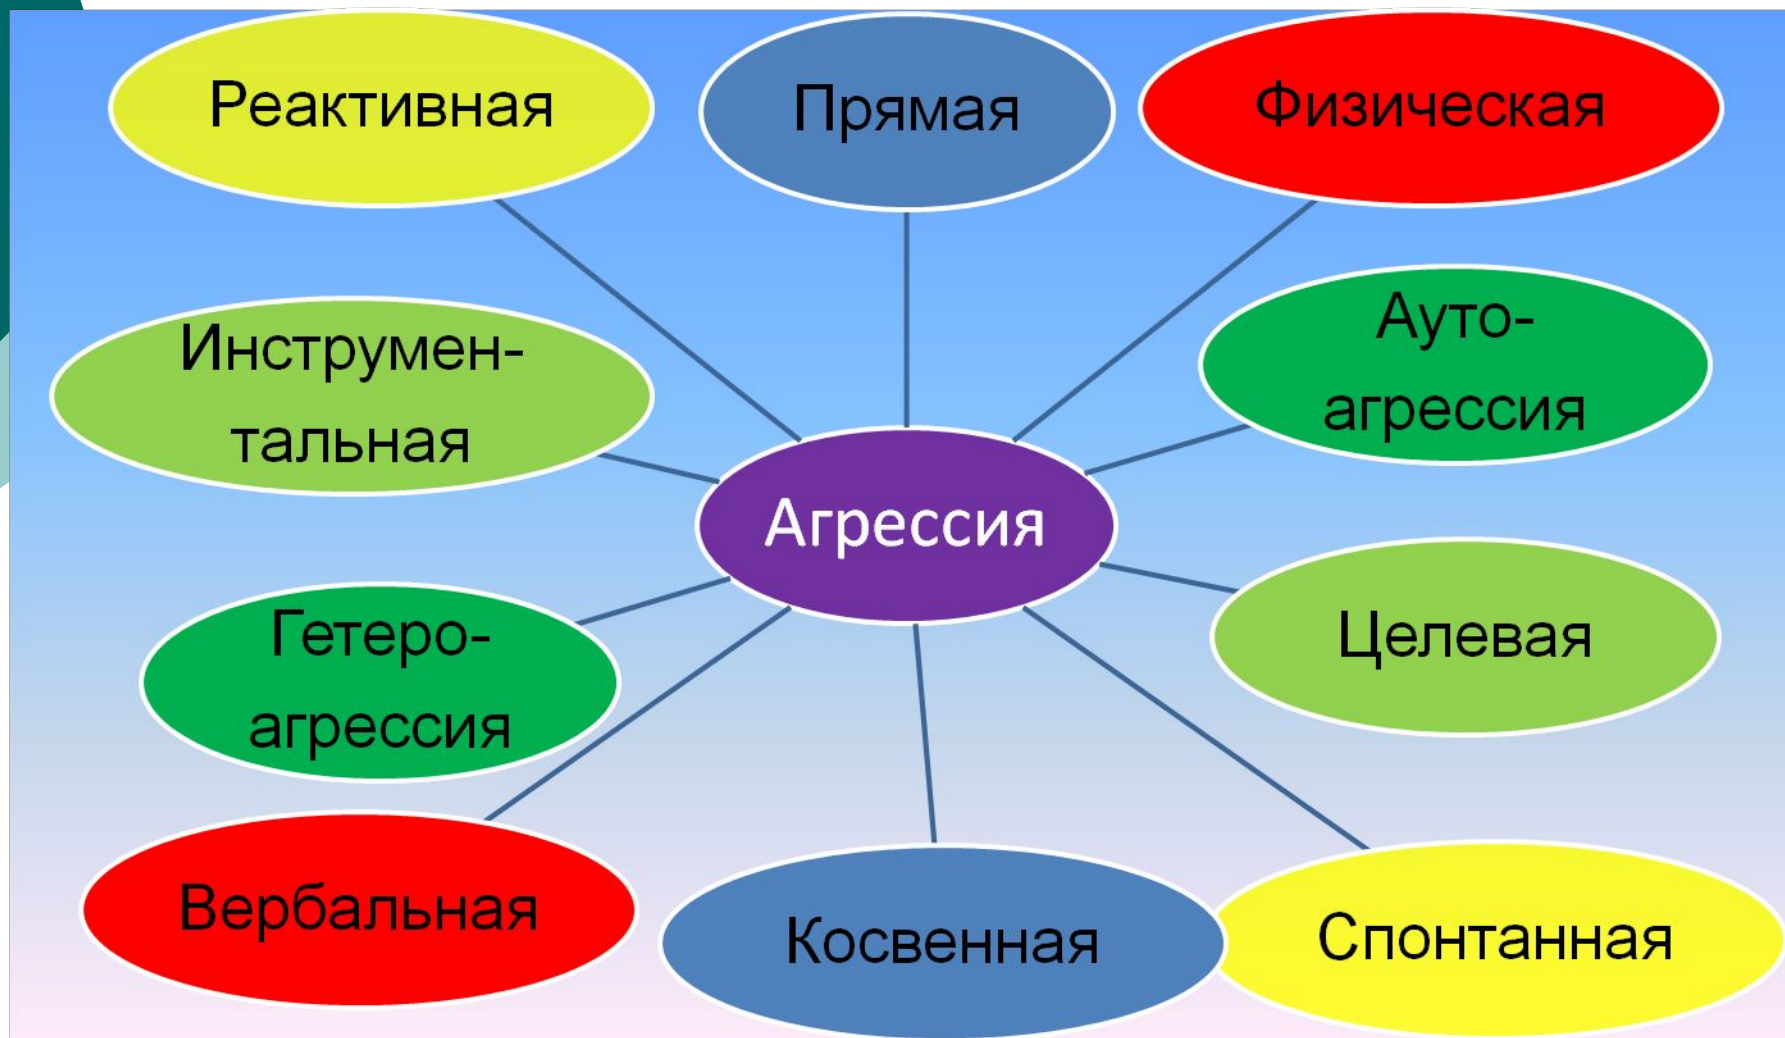 Реактивная
Прямая
Физическая
Инструмен-
тальная
Ауто-
агрессия
Агрессия
Гетеро-
агрессия
Целевая
Вербальная
Косвенная
Спонтанная